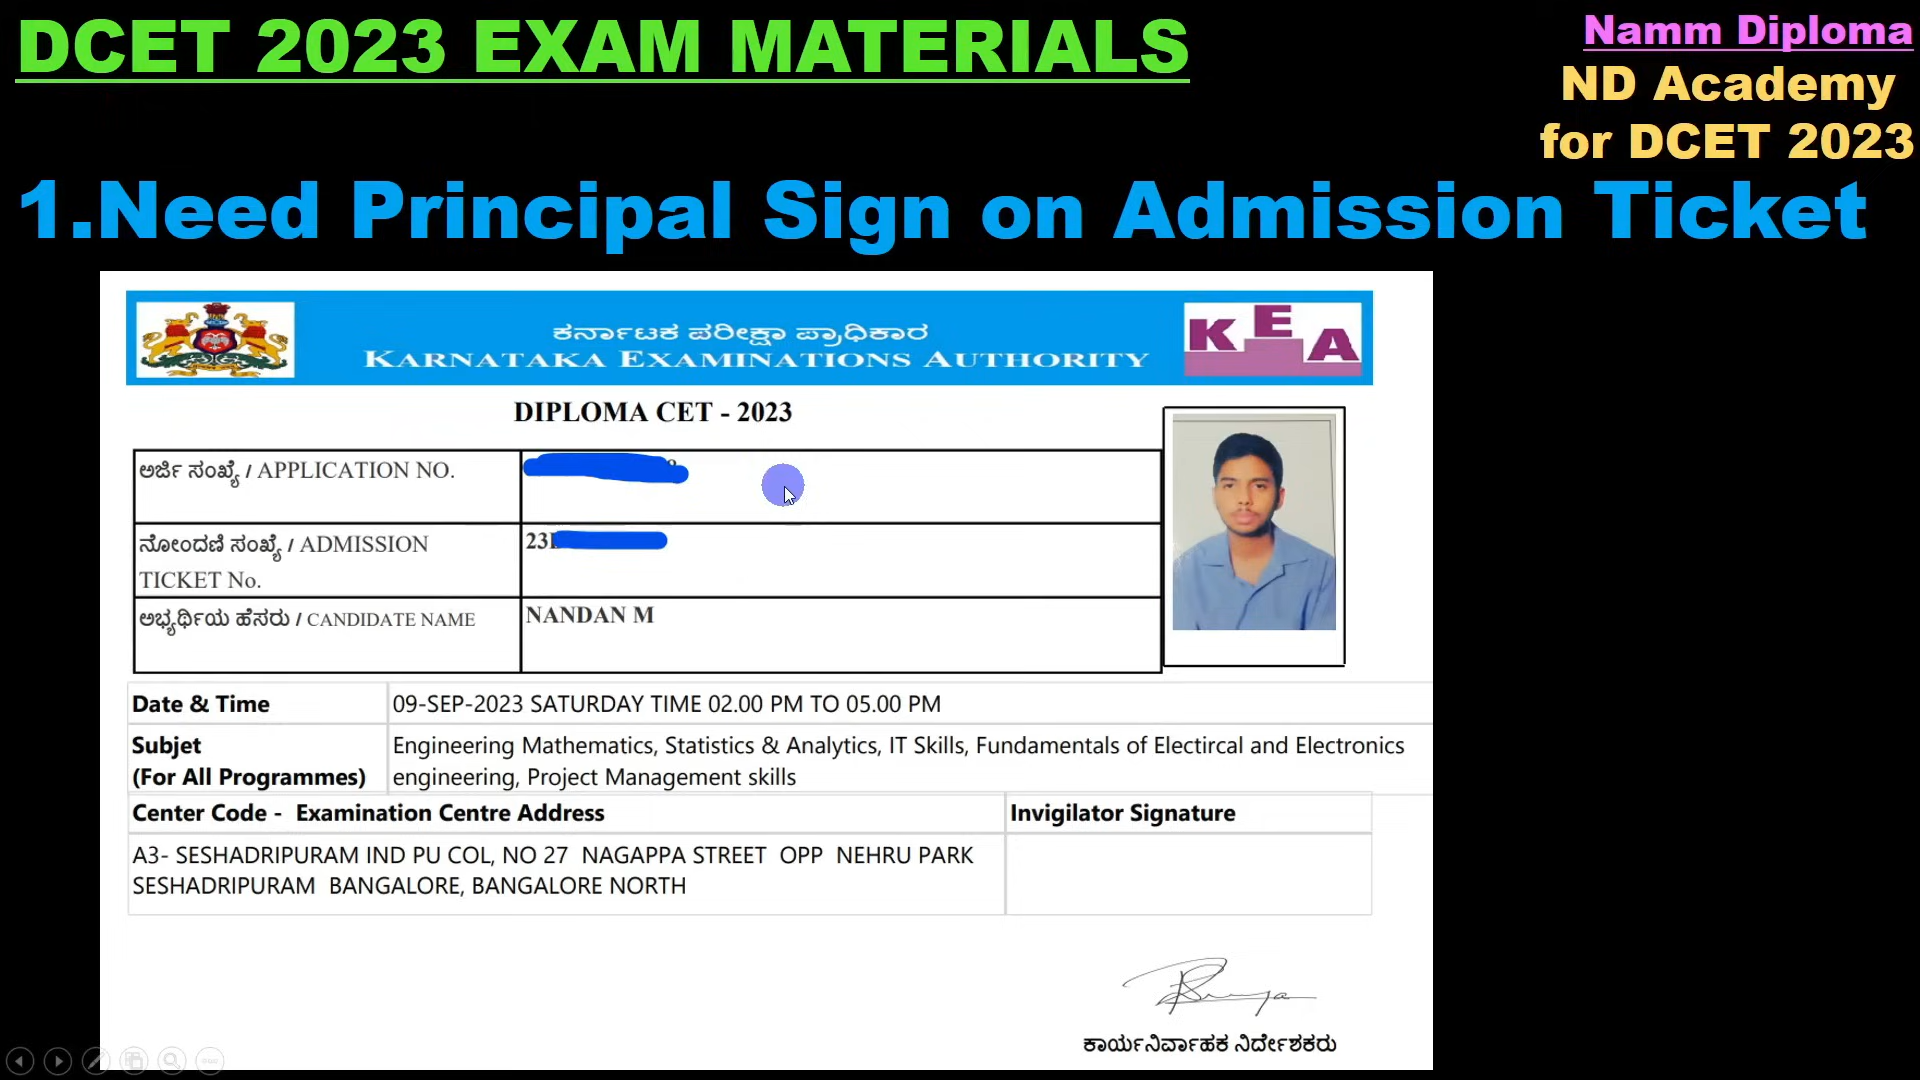 DCET 2023 EXAM MATERIALS
Namm Diploma
ND Academy
for DCET 2023
1.Need Principal Sign on Admission Ticket
ಕರ್ನಾಟಕ ಪರೀಕ್ಷಾ ಪ್ರಾಧಿಕಾರ
KARNATAKA EXAMINATIONS AUTHORITY
KEA
DIPLOMA CET - 2023
ಅರ್ಜಿ ಸಂಖ್ಯೆ / APPLICATION NO.
ನೋಂದಣಿ ಸಂಖ್ಯೆ / ADMISSION
TICKET No.
23
ಅಭ್ಯರ್ಥಿಯ ಹೆಸರು / CANDIDATE NAME
NANDAN M
Date & Time
09-SEP-2023 SATURDAY TIME 02.00 PM TO 05.00 PM
Subjet
(For All Programmes)
Engineering Mathematics, Statistics & Analytics, IT Skills, Fundamentals of Electircal and Electronics
engineering, Project Management skills
Center Code - Examination Centre Address
Invigilator Signature
A3- SESHADRIPURAM IND PU COL, NO 27 NAGAPPA STREET OPP NEHRU PARK
SESHADRIPURAM BANGALORE, BANGALORE NORTH
ಕಾರ್ಯನಿರ್ವಾಹಕ ನಿರ್ದೇಶಕರು